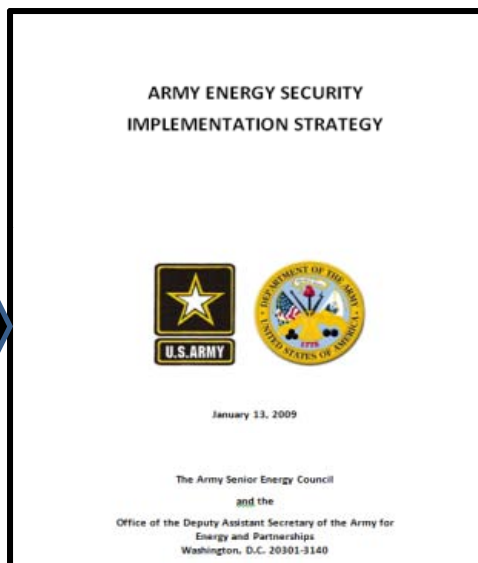 ARMY ENERGY SECURITY
IMPLEMENTATION STRATEGY
U.S.ARMY
DEPARTMENT OF THE ARMY
UNITED STATES OF AMERICA
1775
January 13, 2009
The Army Senior Energy Council
and the
Office of the Deputy Assistant Secretary of the Army for
Energy and Partnerships
Washington, D.C. 20301-3140